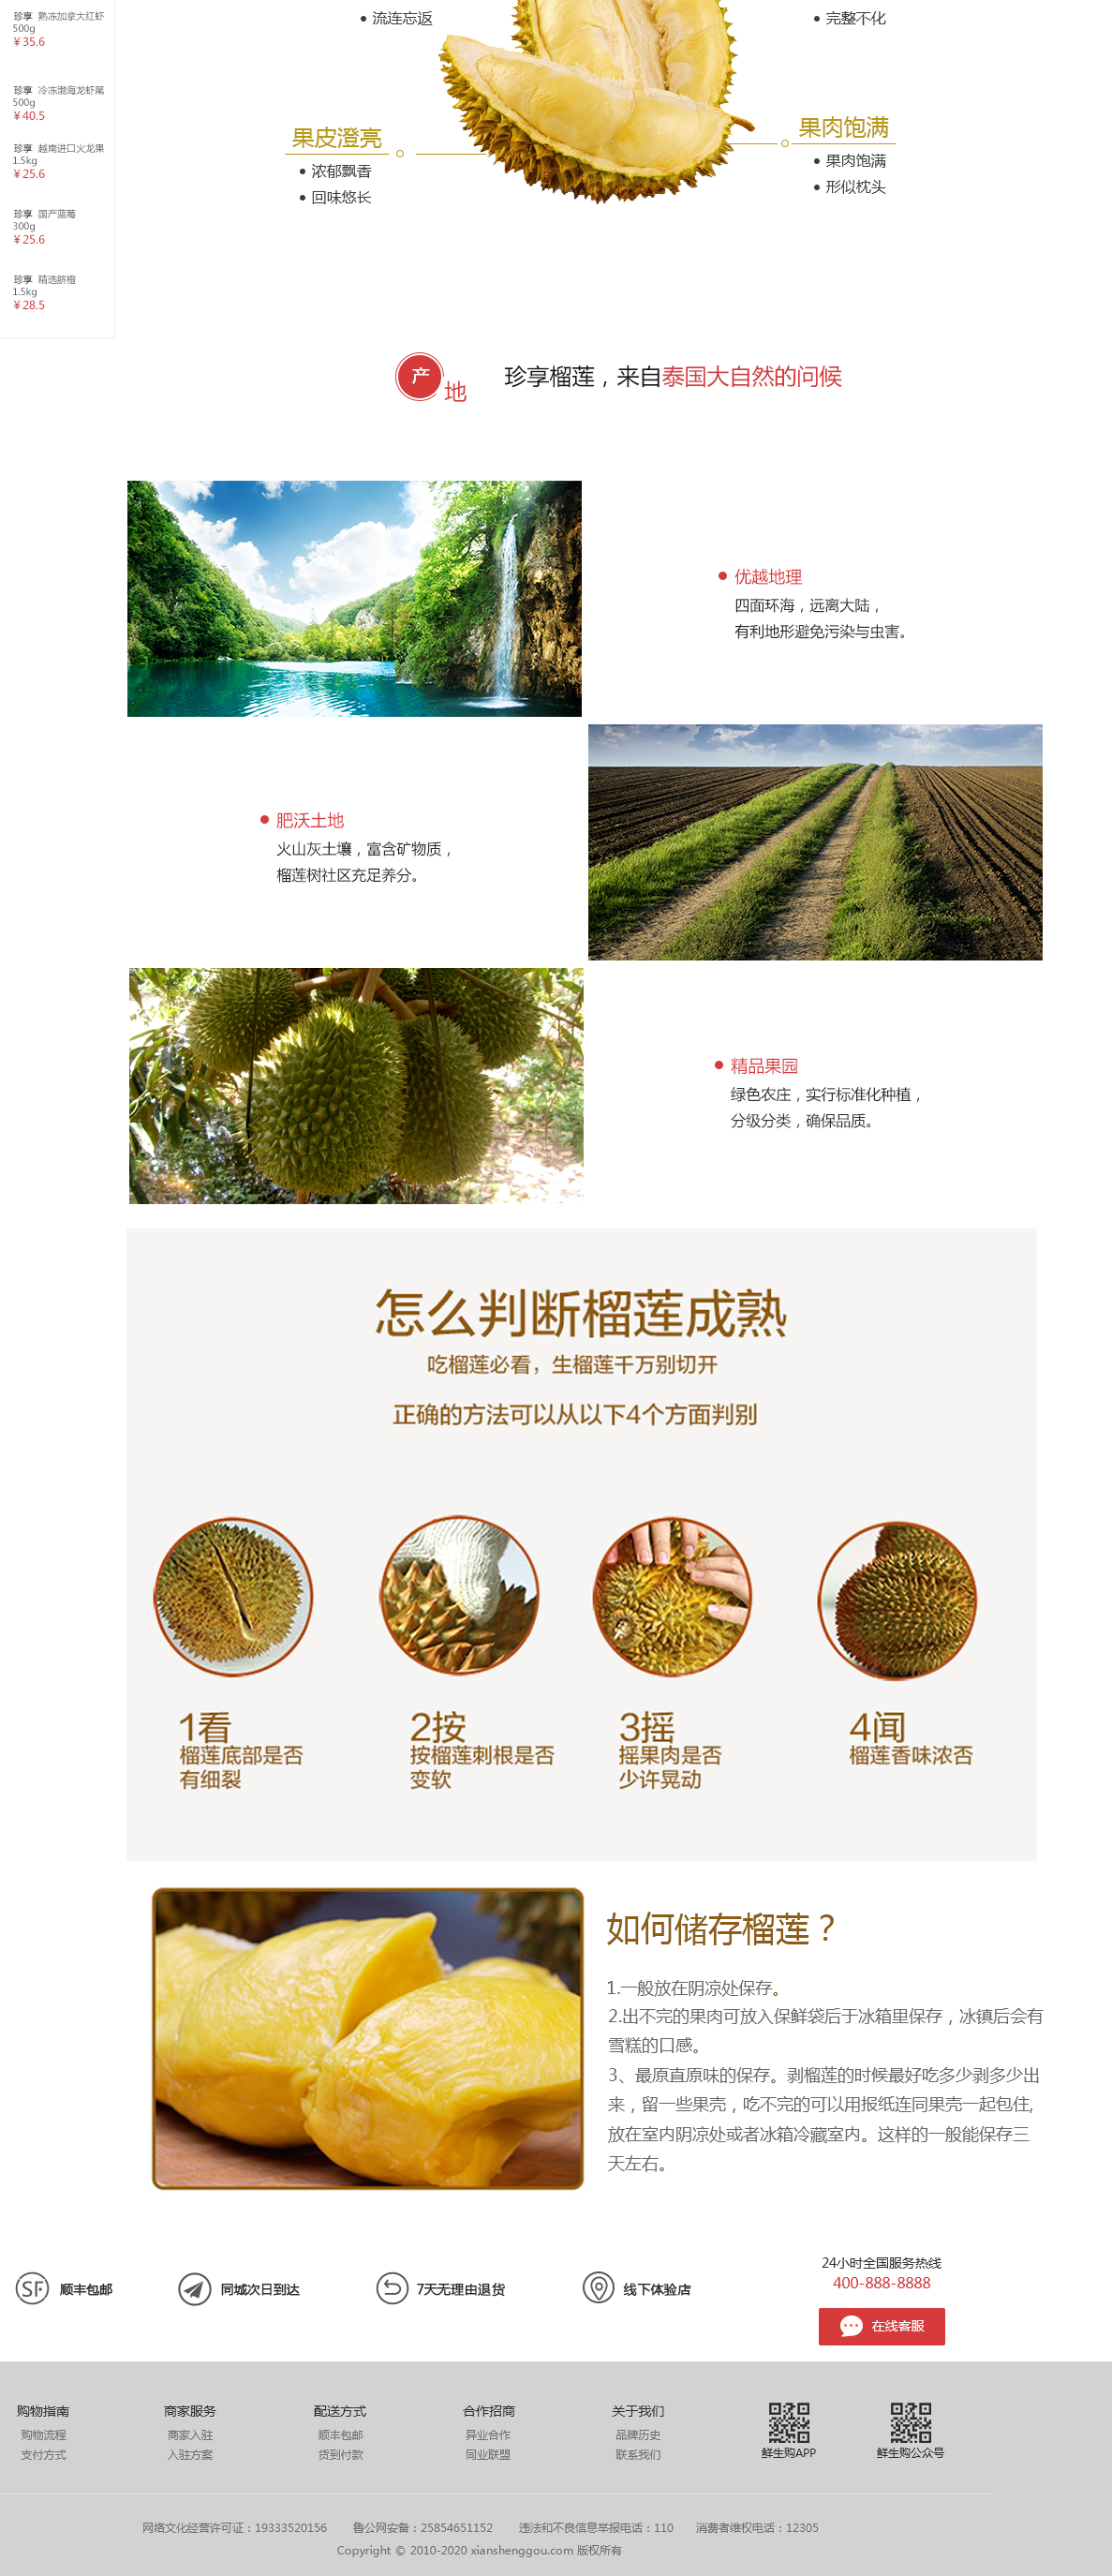 珍享 熟冻加拿大红虾
500g
¥35.6
珍享 冷冻渤海龙虾尾
500g
¥40.5
珍享 越南进口火龙果
1.5kg
¥25.6
珍享 国产蓝莓
300g
¥25.6
珍享 精选脐橙
1.5kg
¥28.5
• 流连忘返
• 完整不化
果皮澄亮
• 浓郁飘香
• 回味悠长
果肉饱满
• 果肉饱满
• 形似枕头
产地
珍享榴莲，来自泰国大自然的问候
• 优越地理
四面环海，远离大陆，
有利地形避免污染与虫害。
• 肥沃土地
火山灰土壤，富含矿物质，
榴莲树社区充足养分。
• 精品果园
绿色农庄，实行标准化种植，
分级分类，确保品质。
怎么判断榴莲成熟
吃榴莲必看，生榴莲千万别切开
正确的方法可以从以下4个方面判别
1看
榴莲底部是否
有细裂
2按
按榴莲刺根是否
变软
3摇
摇果肉是否
少许晃动
4闻
榴莲香味浓否
如何储存榴莲？
1.一般放在阴凉处保存。
2.出不完的果肉可放入保鲜袋后于冰箱里保存，冰镇后会有
雪糕的口感。
3、最原直原味的保存。剥榴莲的时候最好吃多少剥多少出
来，留一些果壳，吃不完的可以用报纸连同果壳一起包住,
放在室内阴凉处或者冰箱冷藏室内。这样的一般能保存三
天左右。
SF 顺丰包邮
同城次日到达
7天无理由退货
线下体验店
24小时全国服务热线
400-888-8888
在线客服
购物指南
购物流程
支付方式
商家服务
商家入驻
入驻方案
配送方式
顺丰包邮
货到付款
合作招商
异业合作
同业联盟
关于我们
品牌历史
联系我们
鲜生购APP
鲜生购公众号
网络文化经营许可证：19333520156 鲁公网安备：25854651152 违法和不良信息举报电话：110 消费者维权电话：12305
Copyright © 2010-2020 xianshenggou.com 版权所有